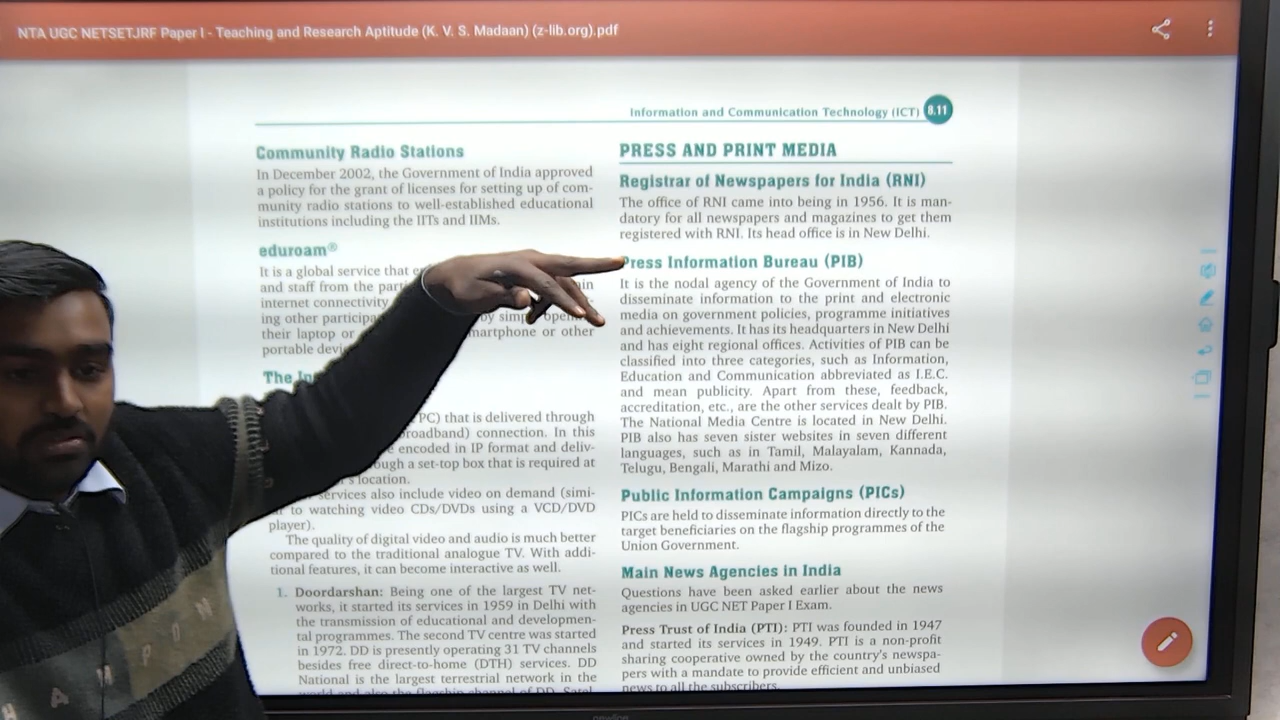 NTA UGC NETSETJRF Paper I - Teaching and Research Aptitude (K. V. S. Madaan) (z-lib.org).pdf
Information and Communication Technology (ICT) 8.11
Community Radio Stations
In December 2002, the Government of India approved
a policy for the grant of licenses for setting up of com-
munity radio stations to well-established educational
institutions including the IITs and IIMs.
eduroam®
It is a global service that
and staff from the
internet connectivity
ing other by
their laptop or smartphone or other
portable
The
PC) that is delivered through
broadband) connection. In this
encoded in IP format and deliv-
through a set-top box that is required at
location.
services also include video on demand (simi-
to watching video CDs/DVDs using a VCD/DVD
player).
The quality of digital video and audio is much better
compared to the traditional analogue TV. With addi-
tional features, it can become interactive as well.
1. Doordarshan: Being one of the largest TV net-
works, it started its services in 1959 in Delhi with
the transmission of educational and developmen-
tal programmes. The second TV centre was started
in 1972. DD is presently operating 31 TV channels
besides free direct-to-home (DTH) services. DD
National is the largest terrestrial network in the
world and also the flagship channel of DD. Satel-
PRESS AND PRINT MEDIA
Registrar of Newspapers for India (RNI)
The office of RNI came into being in 1956. It is man-
datory for all newspapers and magazines to get them
registered with RNI. Its head office is in New Delhi.
Press Information Bureau (PIB)
It is the nodal agency of the Government of India to
disseminate information to the print and electronic
media on government policies, programme initiatives
and achievements. It has its headquarters in New Delhi
and has eight regional offices. Activities of PIB can be
classified into three categories, such as Information,
Education and Communication abbreviated as I.E.C.
and mean publicity. Apart from these, feedback,
accreditation, etc., are the other services dealt by PIB.
The National Media Centre is located in New Delhi.
PIB also has seven sister websites in seven different
languages, such as in Tamil, Malayalam, Kannada,
Telugu, Bengali, Marathi and Mizo.
Public Information Campaigns (PICs)
PICs are held to disseminate information directly to the
target beneficiaries on the flagship programmes of the
Union Government.
Main News Agencies in India
Questions have been asked earlier about the news
agencies in UGC NET Paper I Exam.
Press Trust of India (PTI): PTI was founded in 1947
and started its services in 1949. PTI is a non-profit
sharing cooperative owned by the country's newspa-
pers with a mandate to provide efficient and unbiased
news to all the subscribers.